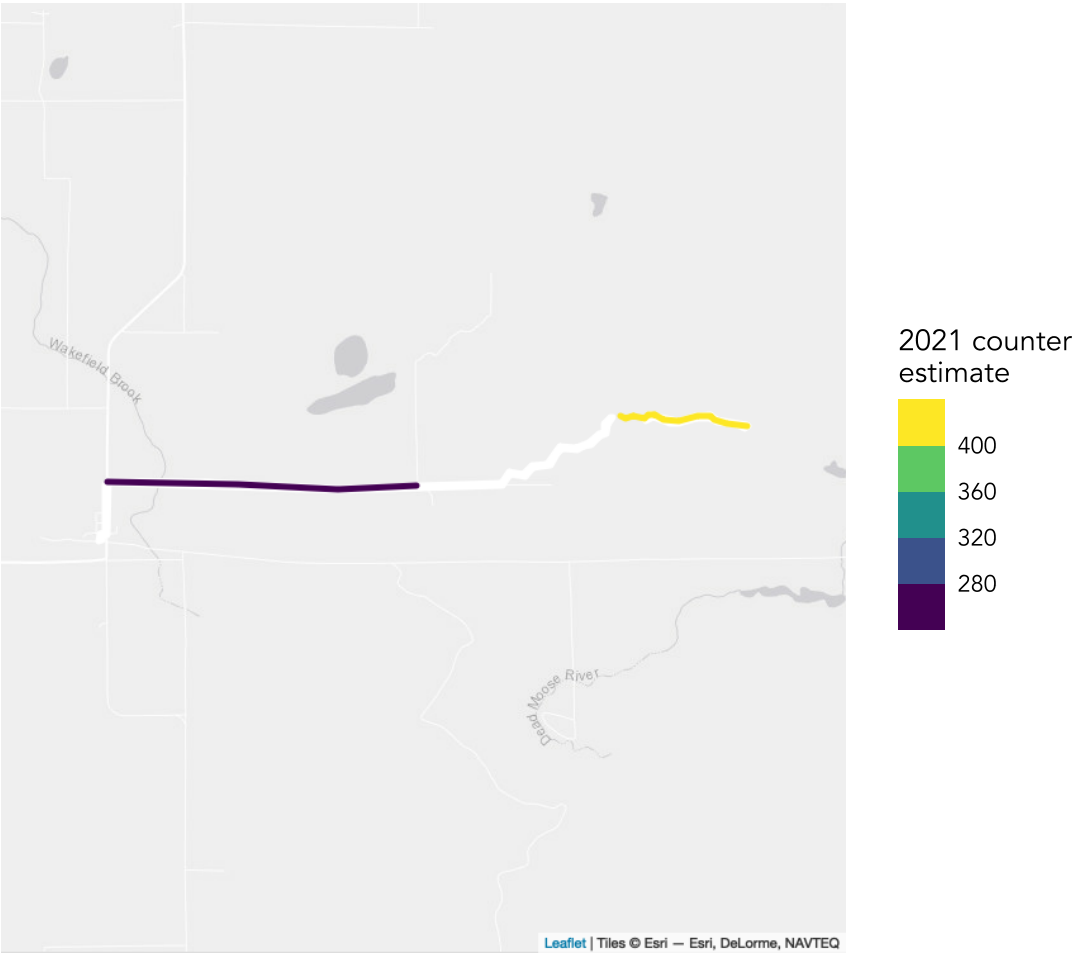 Wakefield Brook
2021 counter
estimate
400
360
320
280
Dead Moose River
Leaflet | Tiles © Esri — Esri, DeLorme, NAVTEQ